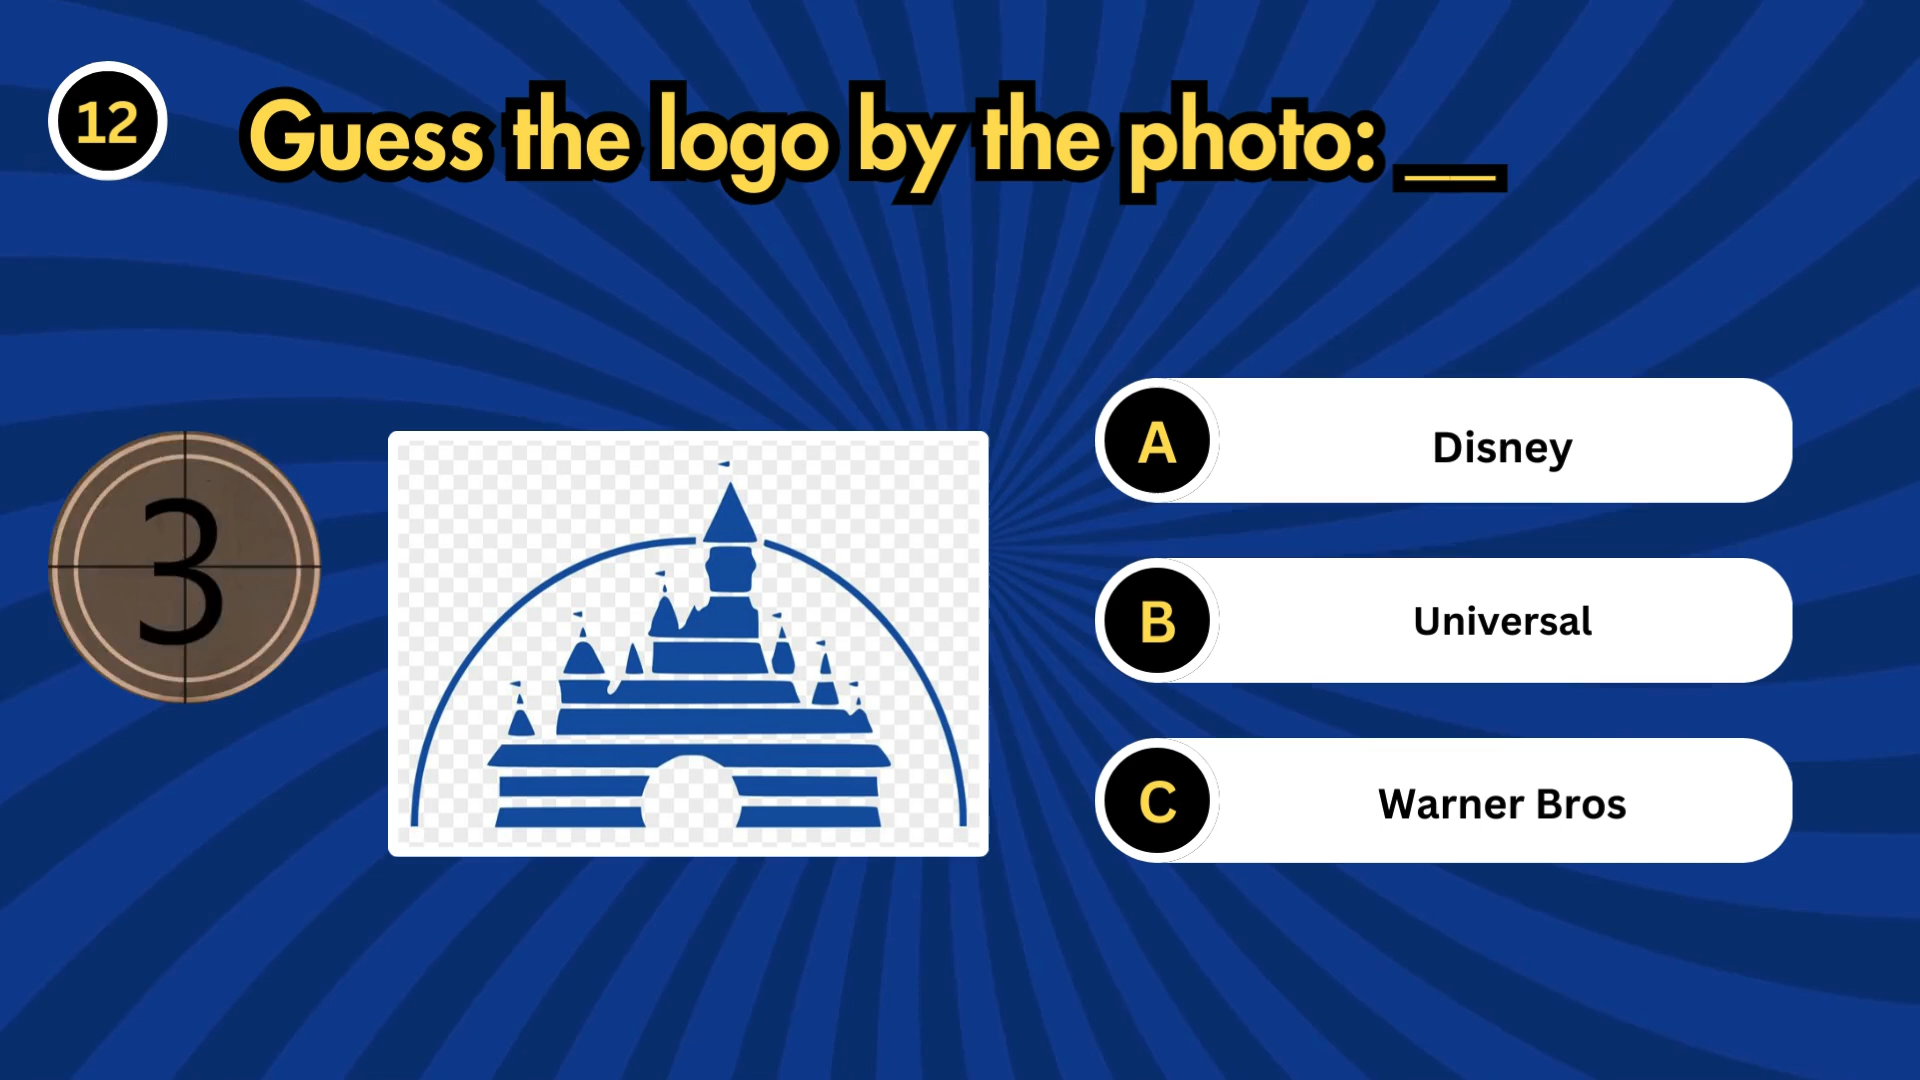 12
Guess the logo by the photo: __
3
A
Disney
B
Universal
C
Warner Bros